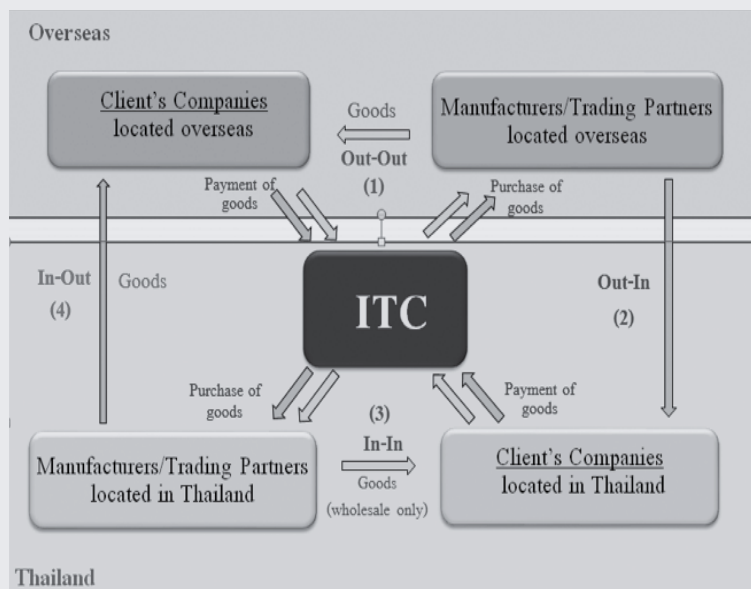 Overseas
Client's Companies
located overseas
Goods
Out-Out
(1)
Manufacturers/Trading Partners
located overseas
Payment of
goods
Purchase of
goods
In-Out
(4)
Goods
ITC
Out-In
(2)
Purchase of
goods
(3)
In-In
Goods
(wholesale only)
Payment of
goods
Manufacturers/Trading Partners
located in Thailand
Client's Companies
located in Thailand
Thailand